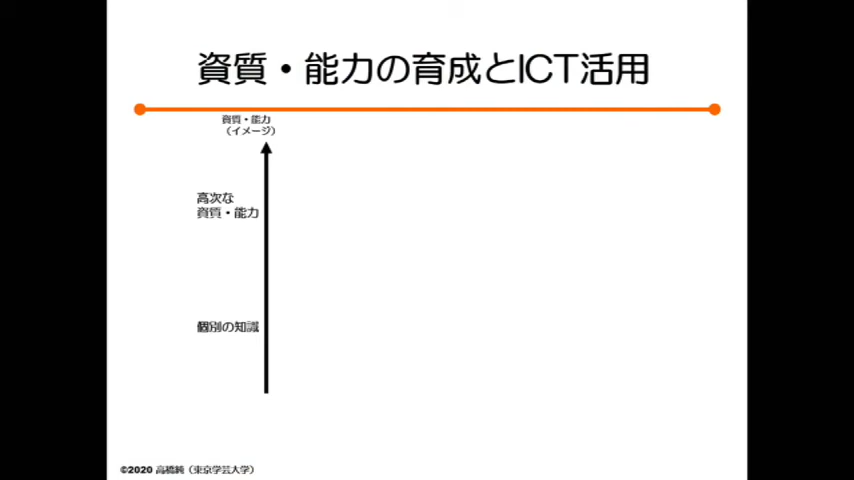 資質・能力の育成とICT活用
資質・能力
（イメージ）
高次な
資質・能力
個別の知識
©2020 高橋純（東京学芸大学）